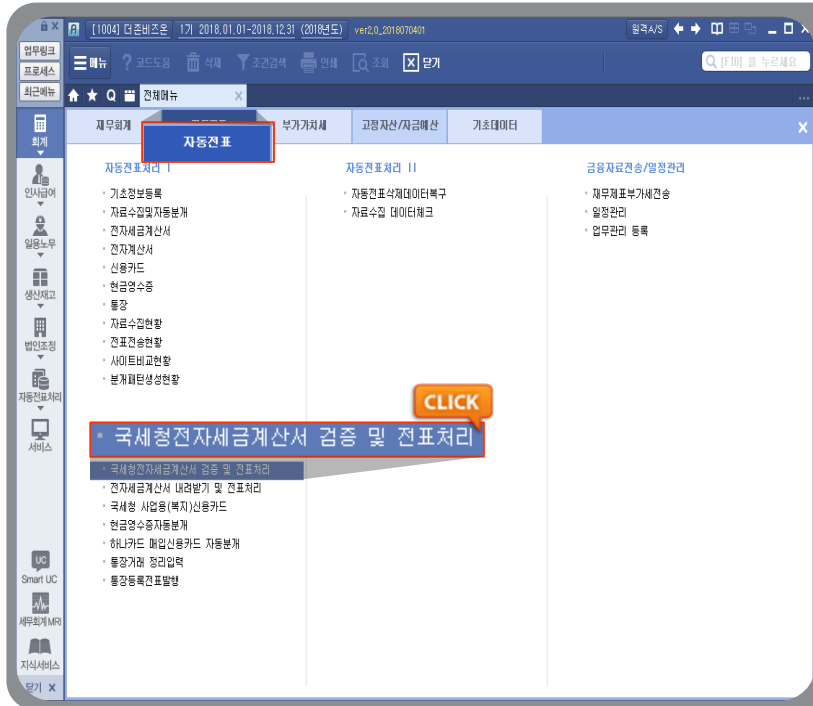 [1004] 더존비즈온 17기 2018.01.01~2018.12.31 (2018년도) ver2.0_2018070401 원격A/S
업무링크
프로세스
최근메뉴
메뉴 ? 코드도움 삭제 조건검색 인쇄 조회 닫기 [F10] 을 누르세요
전체메뉴 X
재무회계 부가가치세 고정자산/자금예산 기초데이터 X
자동전표
자동전표처리 I
기초정보등록
자료수집및자동분개
전자세금계산서
전자계산서
신용카드
현금영수증
통장
자료수집현황
전표전송현황
사이트비교현황
분개패턴생성현황
CLICK
국세청전자세금계산서 검증 및 전표처리
국세청전자세금계산서 검증 및 전표처리
전자세금계산서 내려받기 및 전표처리
국세청 사업용(복지)신용카드
현금영수증자동분개
하나카드 매입신용카드 자동분개
통장거래 정리입력
통장등록전표발행
자동전표처리 II
자동전표삭제데이터복구
자료수집 데이터체크
금융자료전송/일정관리
재무제표부가세전송
일정관리
업무관리 등록
회계
인사급여
일용노무
생산재고
법인조정
자동전표처리
서비스
UC
Smart UC
세무회계 MRI
지식서비스
닫기 X